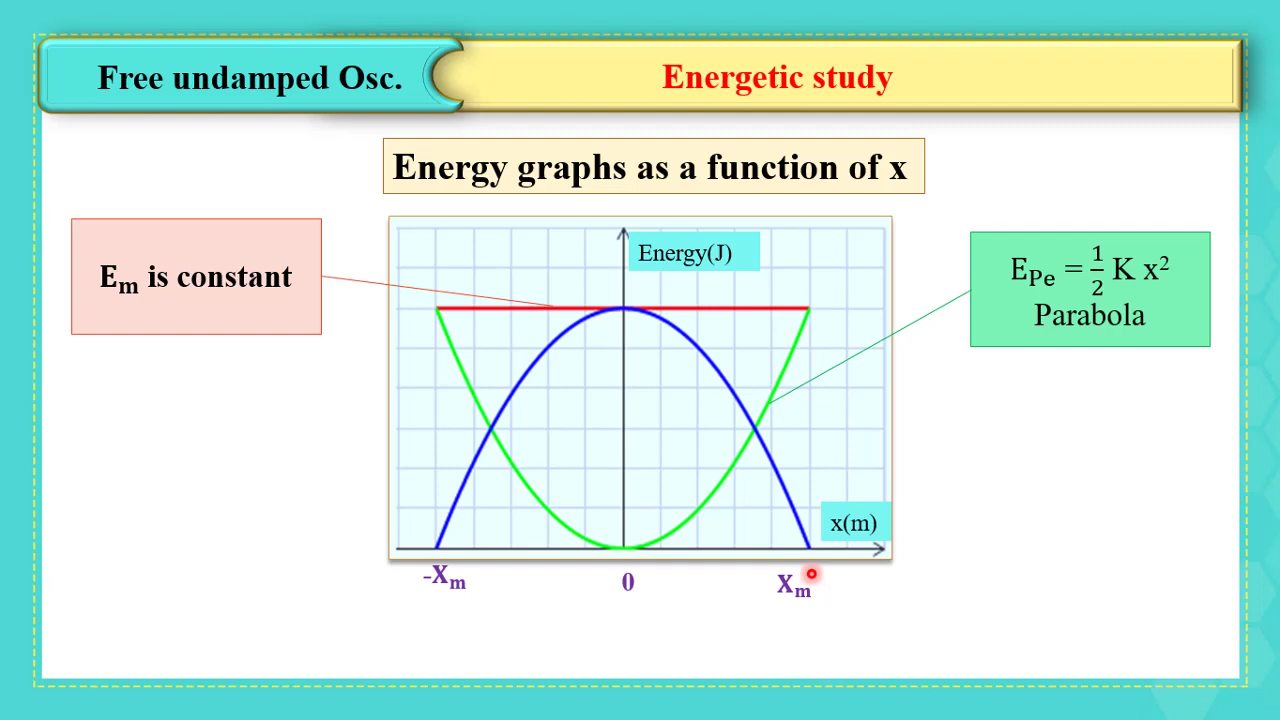 Free undamped Osc.
Energetic study
Energy graphs as a function of x
Eₘ is constant
Energy(J)
E_Pe = 1/2 K x²
Parabola
x(m)
-Xₘ
0
Xₘ